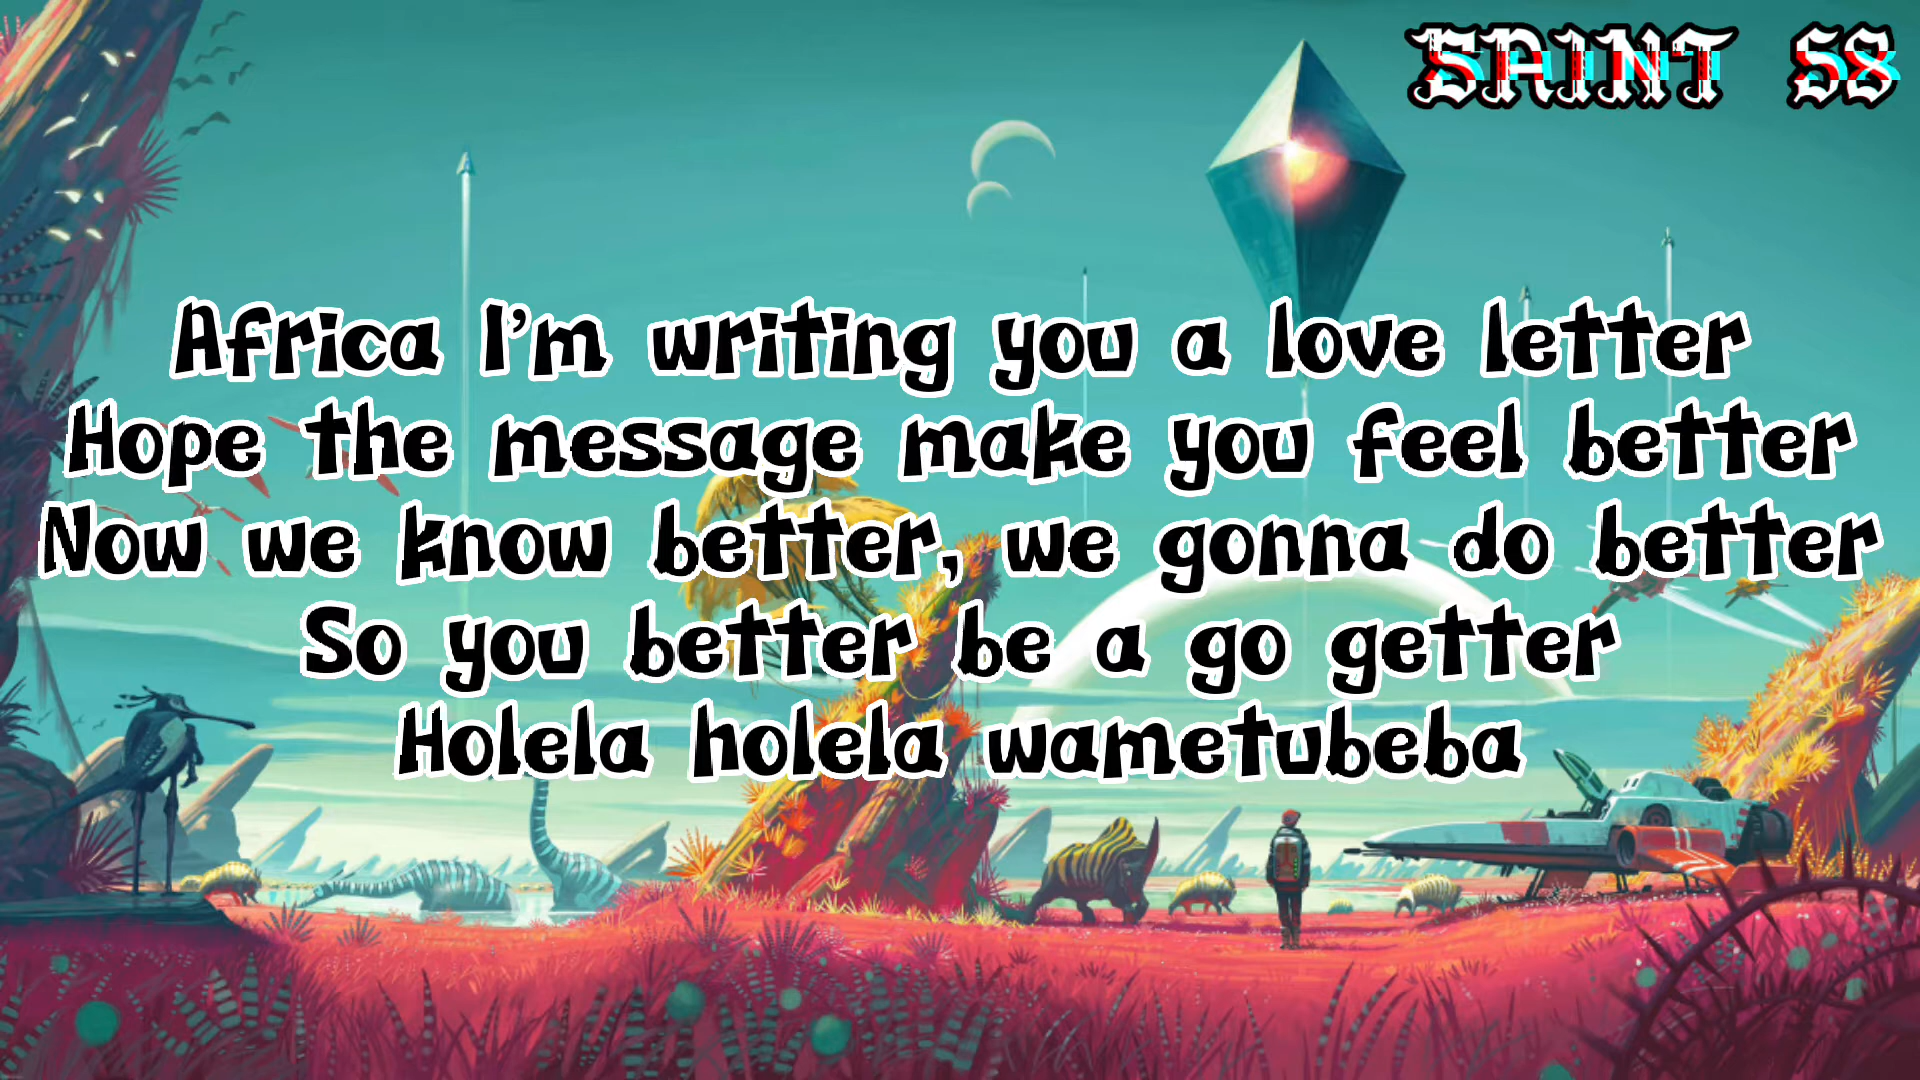 SAINT 58
Africa I'm writing you a love letter
Hope the message make you feel better
Now we know better, we gonna do better
So you better be a go getter
Holela holela wametubeba